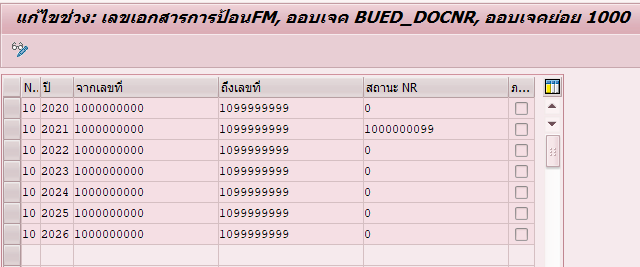 แก้ไขช่วง: เลขเอกสารการป้อนFM, ออบเจค BUED_DOCNR, ออบเจคย่อย 1000
N.. ปี จากเลขที่ ถึงเลขที่ สถานะ NR ภ...
10 2020 1000000000 1099999999 0
10 2021 1000000000 1099999999 1000000099
10 2022 1000000000 1099999999 0
10 2023 1000000000 1099999999 0
10 2024 1000000000 1099999999 0
10 2025 1000000000 1099999999 0
10 2026 1000000000 1099999999 0